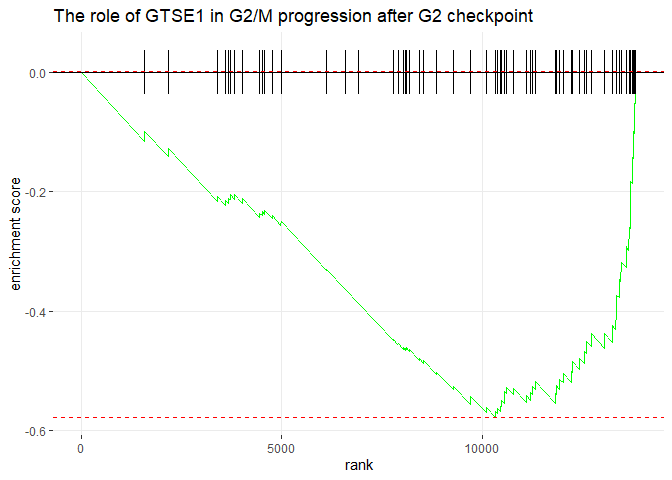 The role of GTSE1 in G2/M progression after G2 checkpoint
0.0
-0.2
-0.4
-0.6
enrichment score
0
5000
10000
rank